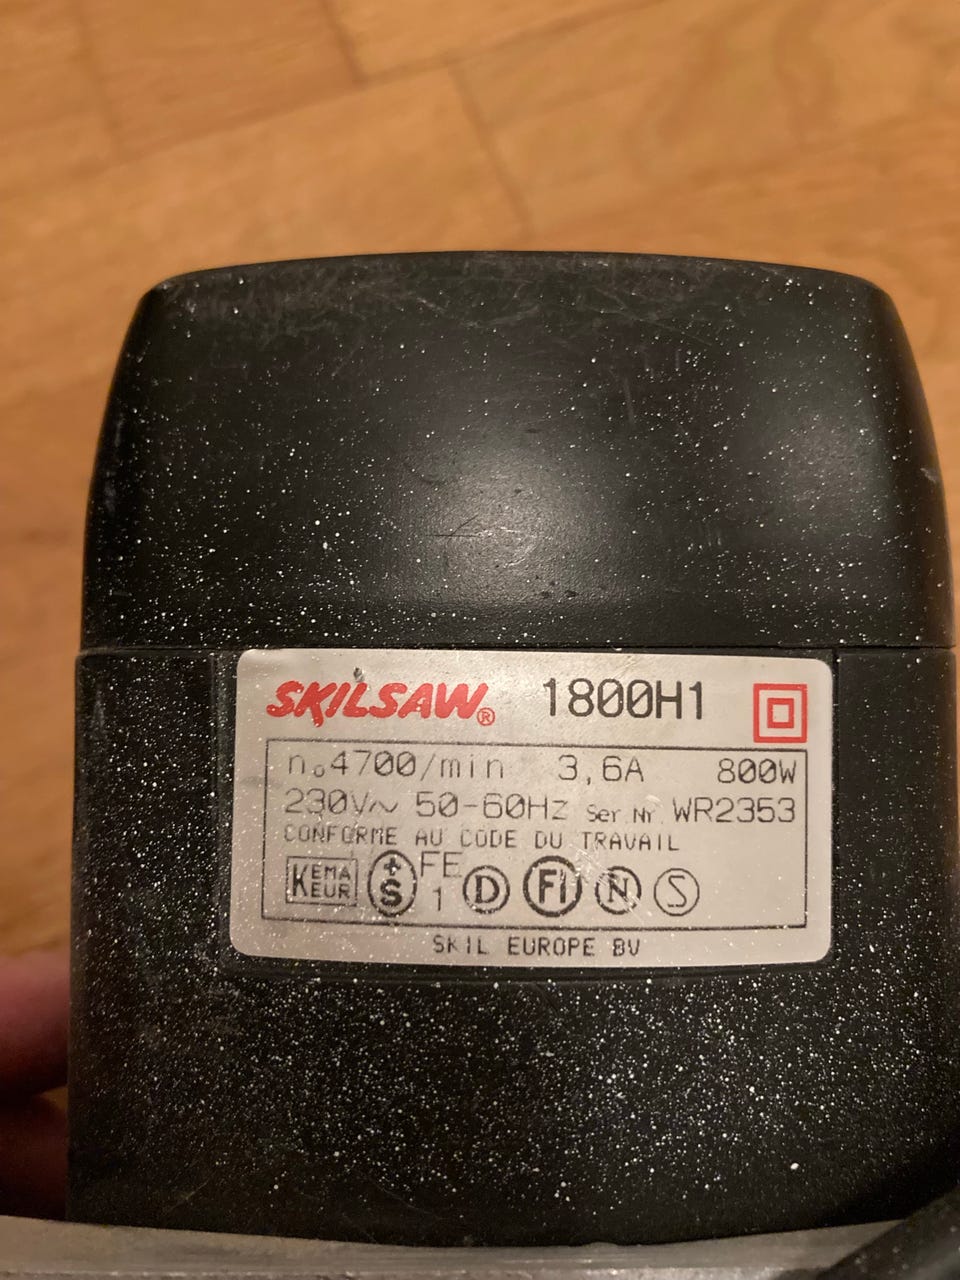 SKILSAW® 1800H1
n₀4700/min 3,6A 800W
230V~ 50-60Hz Ser Nr. WR2353
CONFORME AU CODE DU TRAVAIL
KEMA KEUR +S FE 1 D FI N S
SKIL EUROPE BV